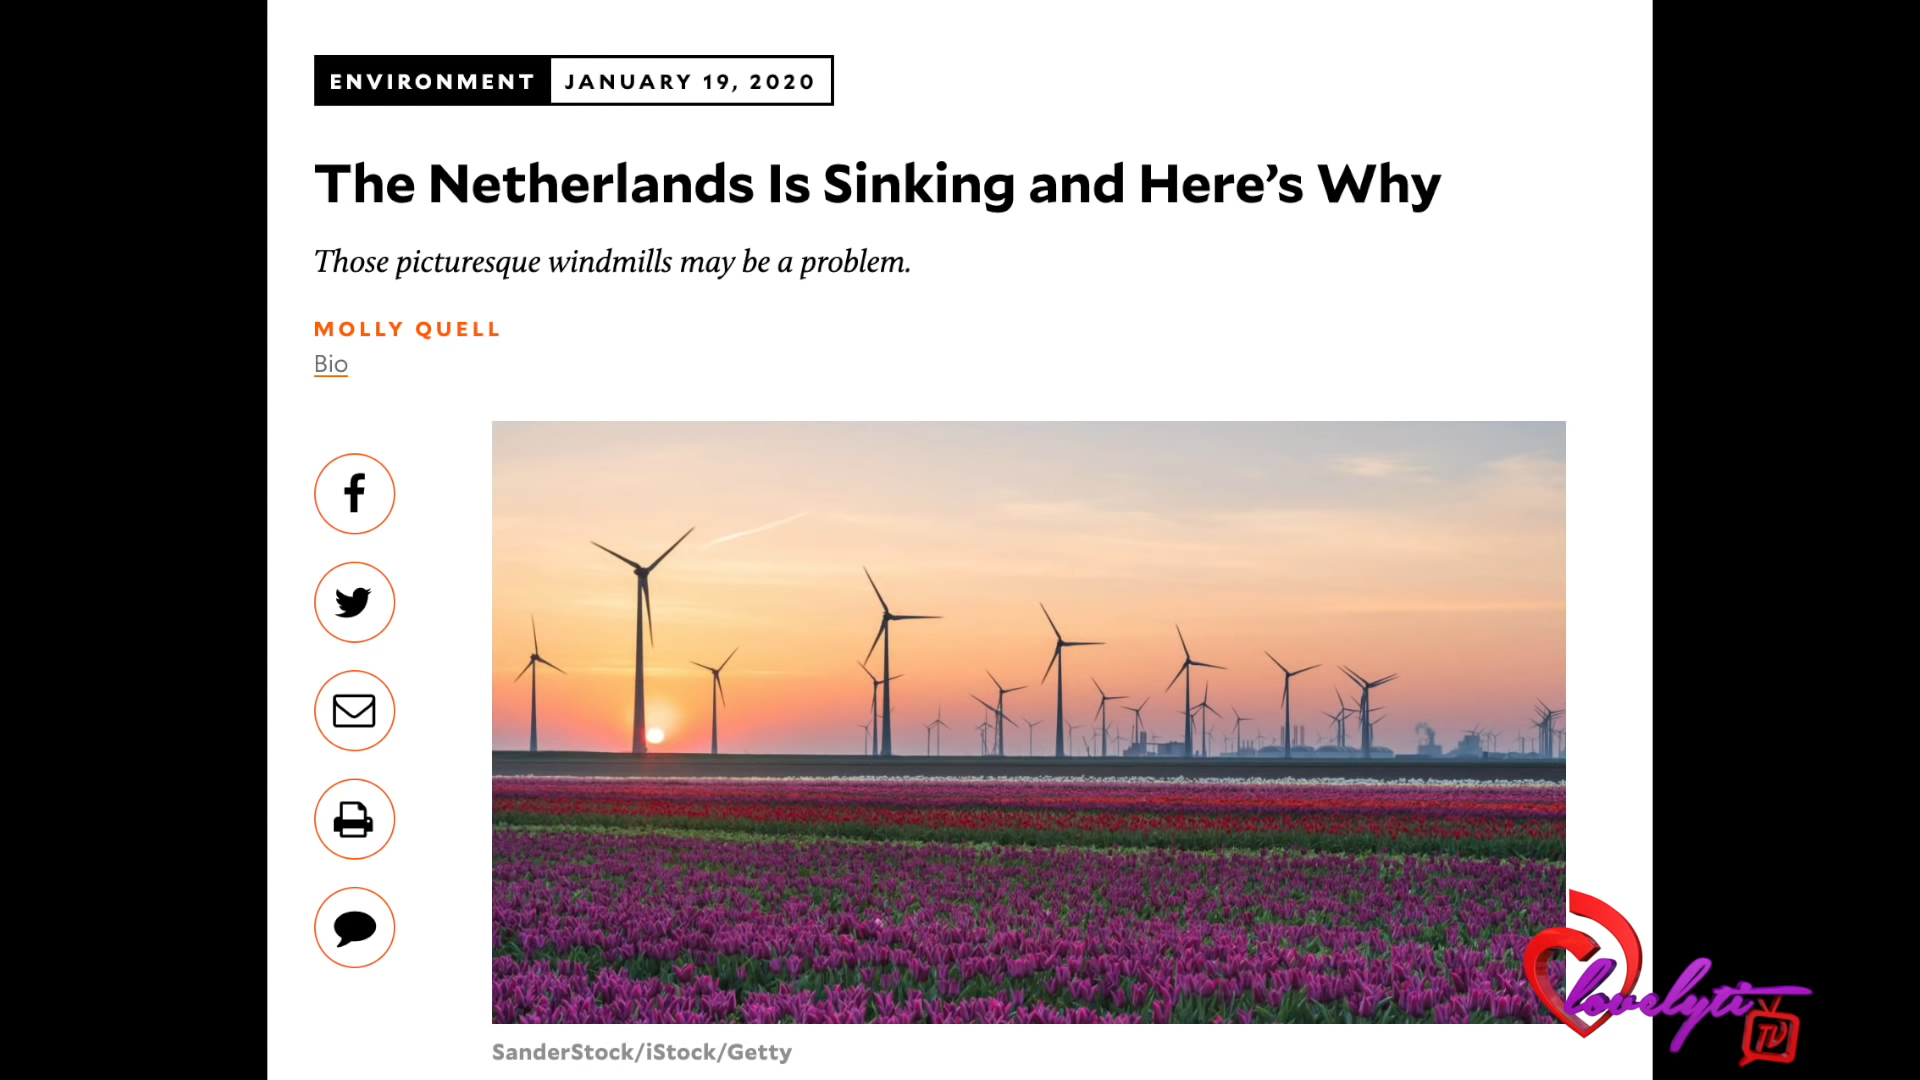 ENVIRONMENT JANUARY 19, 2020
The Netherlands Is Sinking and Here’s Why
Those picturesque windmills may be a problem.
MOLLY QUELL
Bio
SanderStock/iStock/Getty
lovelyti
TV